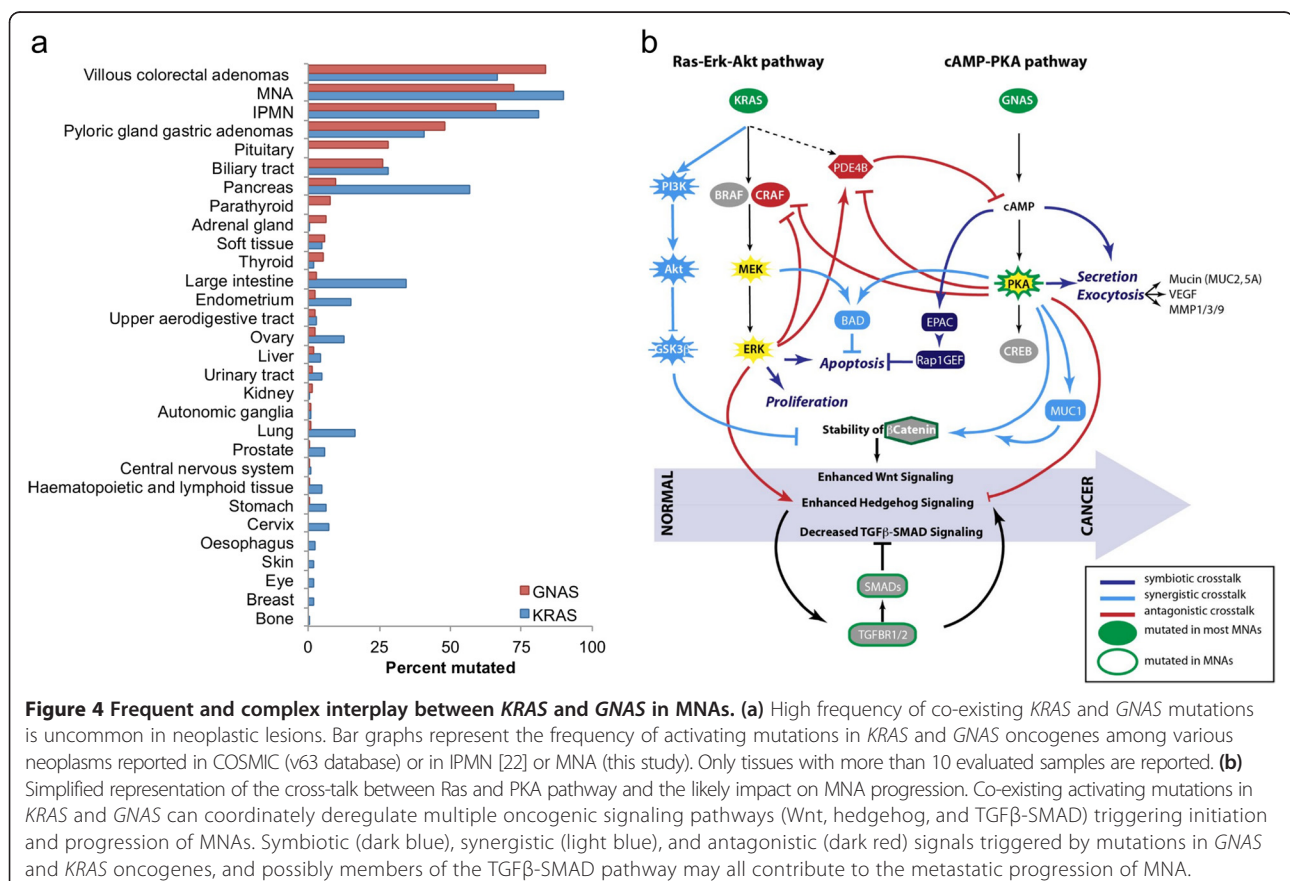 a
Villous colorectal adenomas
MNA
IPMN
Pyloric gland gastric adenomas
Pituitary
Biliary tract
Pancreas
Parathyroid
Adrenal gland
Soft tissue
Thyroid
Large intestine
Endometrium
Upper aerodigestive tract
Ovary
Liver
Urinary tract
Kidney
Autonomic ganglia
Lung
Prostate
Central nervous system
Haematopoietic and lymphoid tissue
Stomach
Cervix
Oesophagus
Skin
Eye
Breast
Bone
GNAS
KRAS
0 25 50 75 100
Percent mutated
b
Ras-Erk-Akt pathway
cAMP-PKA pathway
KRAS
GNAS
PDE4B
PI3K
BRAF
CRAF
cAMP
Akt
MEK
PKA
Secretion
Exocytosis
Mucin (MUC2, 5A)
VEGF
MMP1/3/9
BAD
EPAC
GSK3β
ERK
Apoptosis
Rap1GEF
CREB
Proliferation
MUC1
Stability of βCatenin
NORMAL
Enhanced Wnt Signaling
Enhanced Hedgehog Signaling
Decreased TGFβ-SMAD Signaling
CANCER
SMADs
TGFBR1/2
symbiotic crosstalk
synergistic crosstalk
antagonistic crosstalk
mutated in most MNAs
mutated in MNAs
Figure 4 Frequent and complex interplay between KRAS and GNAS in MNAs. (a) High frequency of co-existing KRAS and GNAS mutations
is uncommon in neoplastic lesions. Bar graphs represent the frequency of activating mutations in KRAS and GNAS oncogenes among various
neoplasms reported in COSMIC (v63 database) or in IPMN [22] or MNA (this study). Only tissues with more than 10 evaluated samples are reported. (b)
Simplified representation of the cross-talk between Ras and PKA pathway and the likely impact on MNA progression. Co-existing activating mutations in
KRAS and GNAS can coordinately deregulate multiple oncogenic signaling pathways (Wnt, hedgehog, and TGFβ-SMAD) triggering initiation
and progression of MNAs. Symbiotic (dark blue), synergistic (light blue), and antagonistic (dark red) signals triggered by mutations in GNAS
and KRAS oncogenes, and possibly members of the TGFβ-SMAD pathway may all contribute to the metastatic progression of MNA.